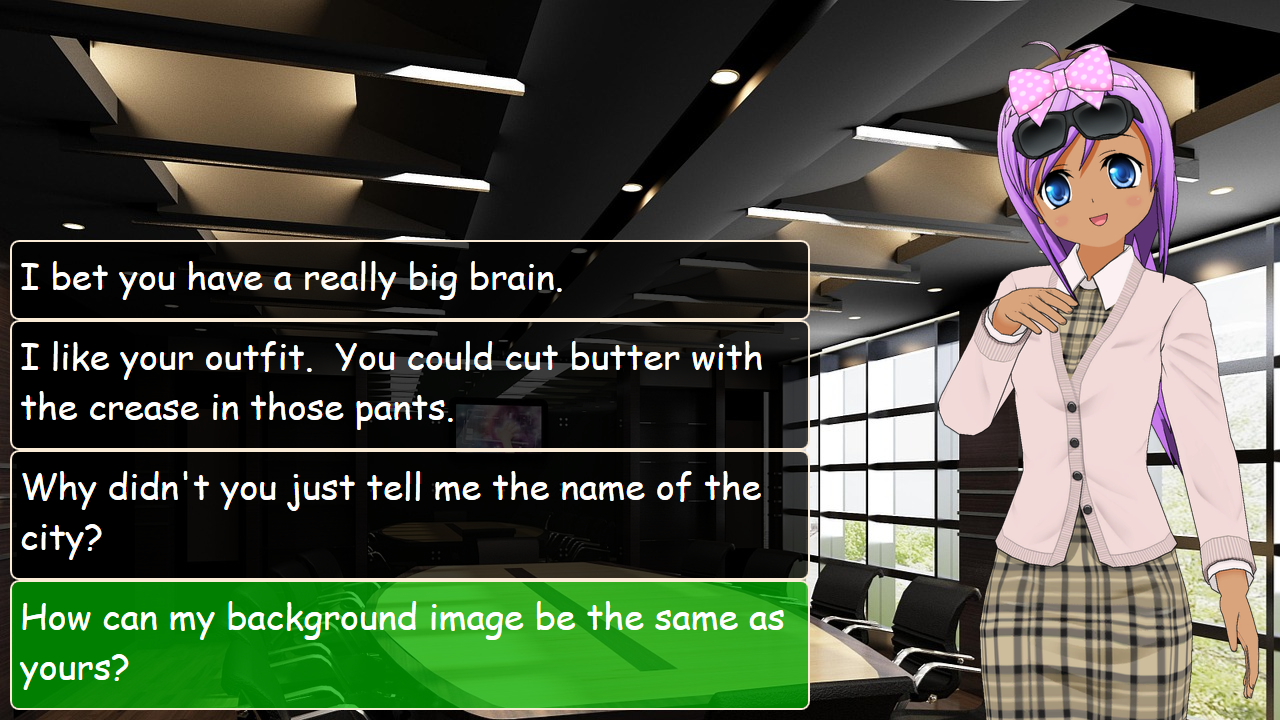 I bet you have a really big brain.
I like your outfit.  You could cut butter with
the crease in those pants.
Why didn't you just tell me the name of the
city?
How can my background image be the same as
yours?